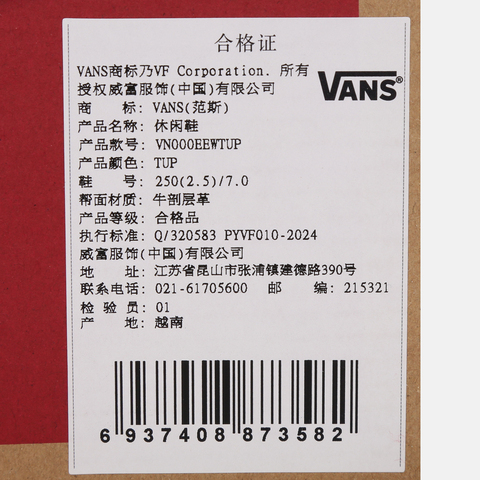 合格证
VANS商标乃VF Corporation. 所有
授权威富服饰(中国)有限公司
VANS®
商 标: VANS(范斯)
产品名称: 休闲鞋
产品款号: VN000EEWTUP
产品颜色: TUP
鞋 号: 250(2.5)/7.0
帮面材质: 牛剖层革
产品等级: 合格品
执行标准: Q/320583 PYVF010-2024
威富服饰(中国)有限公司
地 址: 江苏省昆山市张浦镇建德路390号
联系电话: 021-61705600 邮 编: 215321
检 验 员: 01
产 地: 越南
6 937408 873582